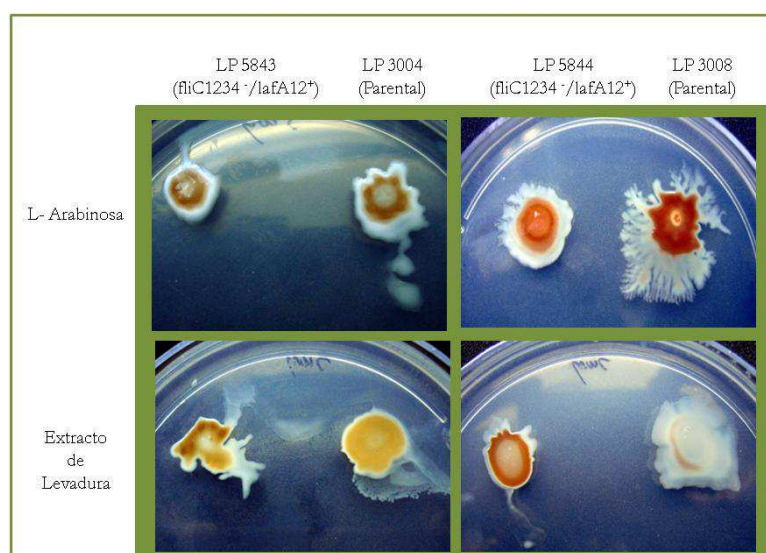 LP 5843
(fliC1234 -/lafA12+)
LP 3004
(Parental)
LP 5844
(fliC1234 -/lafA12+)
LP 3008
(Parental)
L- Arabinosa
Extracto
de
Levadura